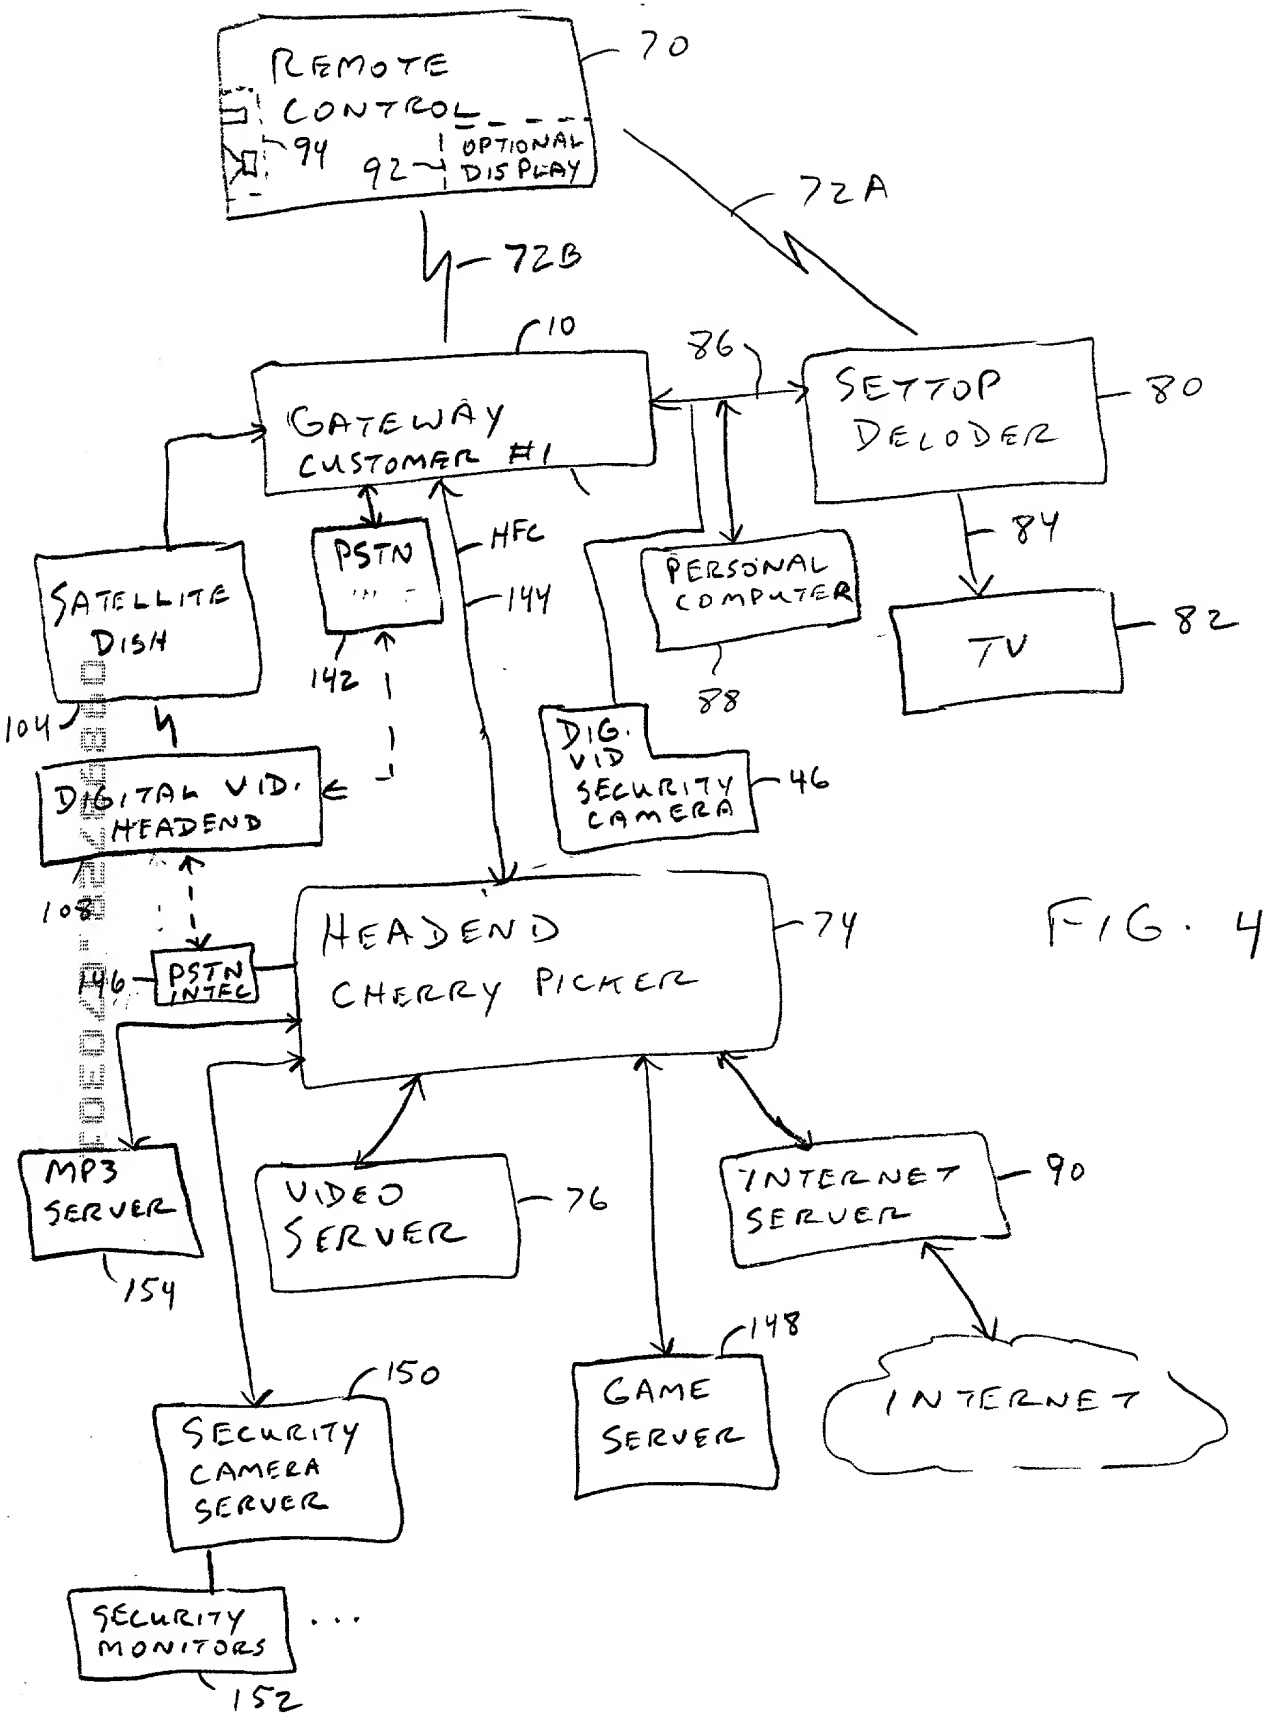 70
REMOTE
CONTROL
94
92
OPTIONAL
DISPLAY
72A
72B
10
86
GATEWAY
CUSTOMER #1
SETTOP
DECODER
80
HFC
84
PSTN
PERSONAL
COMPUTER
SATELLITE
DISH
144
TV
82
142
88
104
DIG.
VID
SECURITY
CAMERA
46
DIGITAL VID.
HEADEND
108
HEADEND
CHERRY PICKER
74
FIG. 4
146
PSTN
INTFC
MP3
SERVER
154
VIDEO
SERVER
76
INTERNET
SERVER
90
150
148
SECURITY
CAMERA
SERVER
GAME
SERVER
INTERNET
SECURITY
MONITORS
...
152